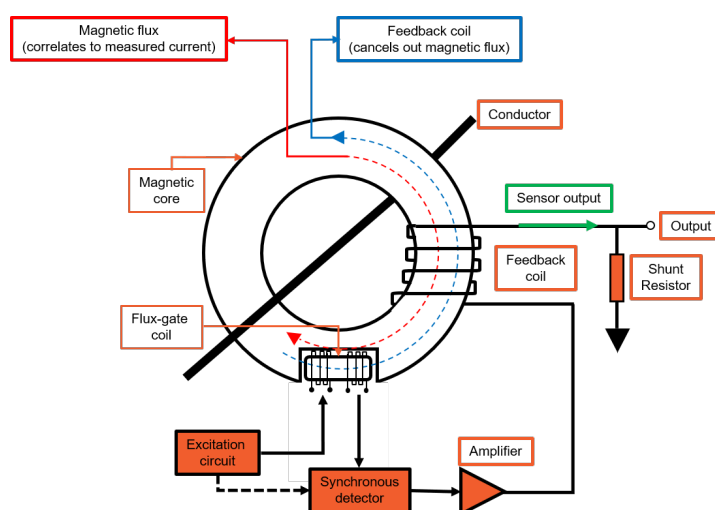 Magnetic flux
(correlates to measured current)
Feedback coil
(cancels out magnetic flux)
Conductor
Magnetic
core
Sensor output
Output
Feedback
coil
Shunt
Resistor
Flux-gate
coil
Excitation
circuit
Amplifier
Synchronous
detector